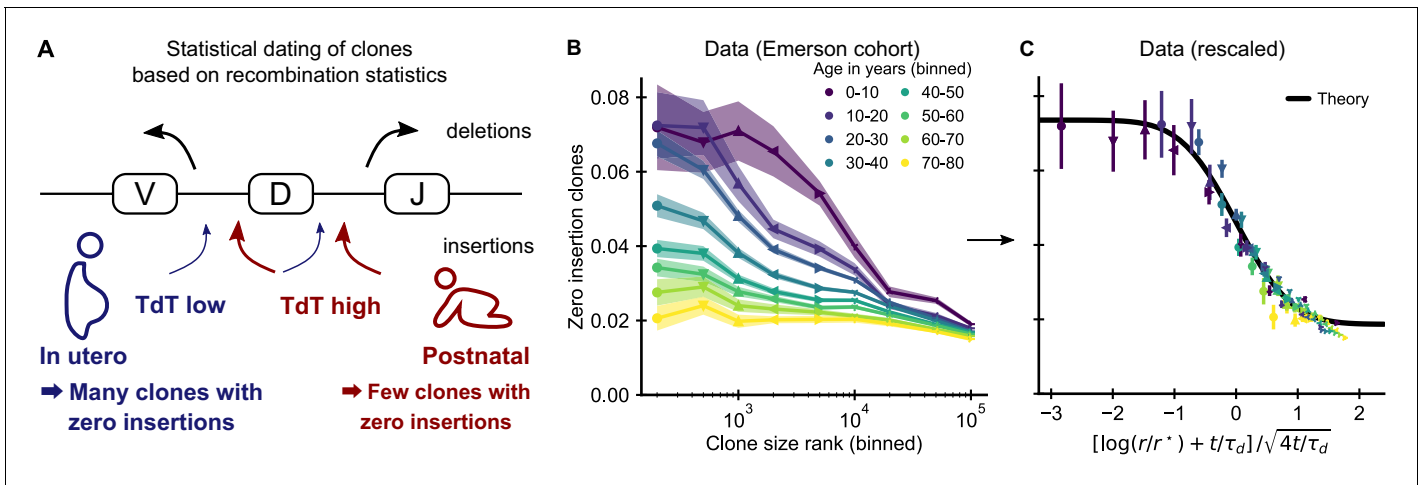 A
Statistical dating of clones
based on recombination statistics
deletions
V
D
J
insertions
TdT low
TdT high
In utero
Postnatal
➡ Many clones with
zero insertions
➡ Few clones with
zero insertions
B
Data (Emerson cohort)
Age in years (binned)
0-10
10-20
20-30
30-40
40-50
50-60
60-70
70-80
Zero insertion clones
0.08
0.06
0.04
0.02
0.00
10³
10⁴
10⁵
Clone size rank (binned)
C
Data (rescaled)
Theory
−3
−2
−1
0
1
2
[log(r/r⋆) + t/τd]/√4t/τd